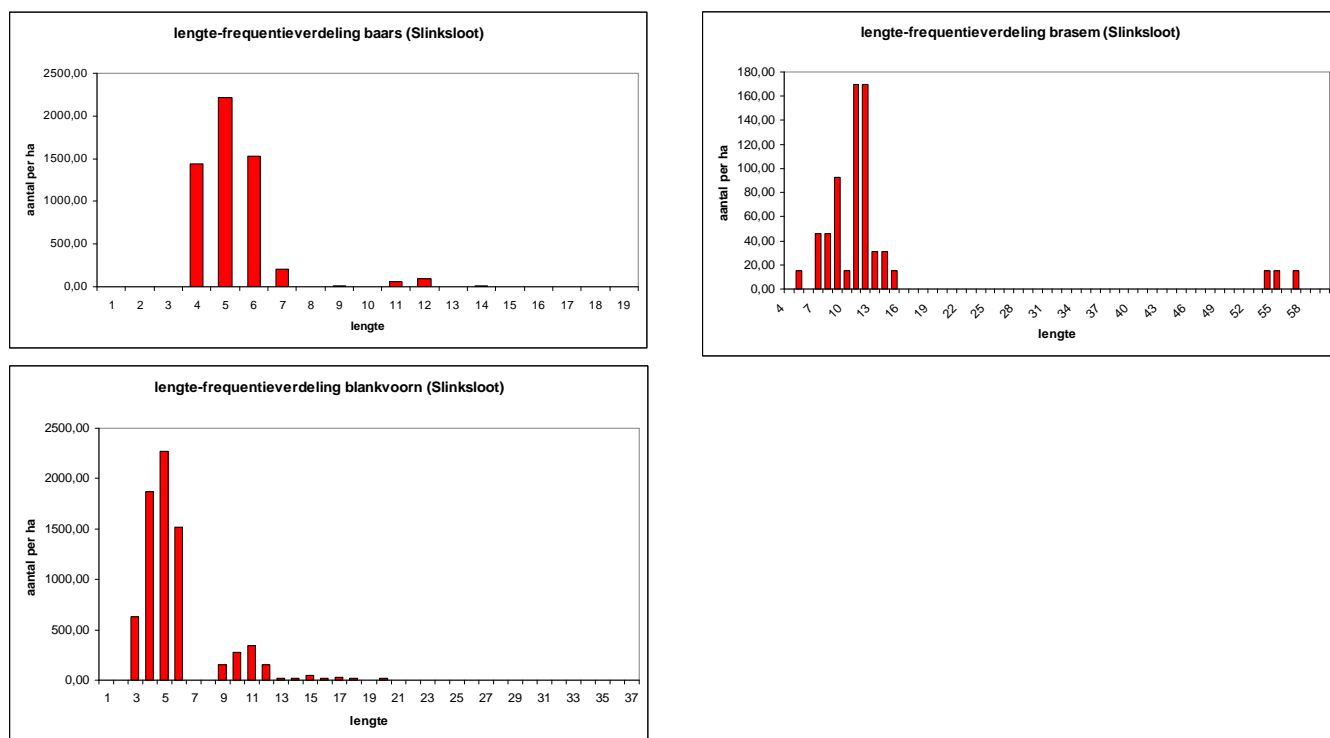 lengte-frequentieverdeling baars (Slinksloot)
2500,00
2000,00
1500,00
1000,00
500,00
0,00
aantal per ha
1 2 3 4 5 6 7 8 9 10 11 12 13 14 15 16 17 18 19
lengte
lengte-frequentieverdeling brasem (Slinksloot)
180,00
160,00
140,00
120,00
100,00
80,00
60,00
40,00
20,00
0,00
aantal per ha
4 7 10 13 16 19 22 25 28 31 34 37 40 43 46 49 52 55 58
lengte
lengte-frequentieverdeling blankvoorn (Slinksloot)
2500,00
2000,00
1500,00
1000,00
500,00
0,00
aantal per ha
1 3 5 7 9 11 13 15 17 19 21 23 25 27 29 31 33 35 37
lengte